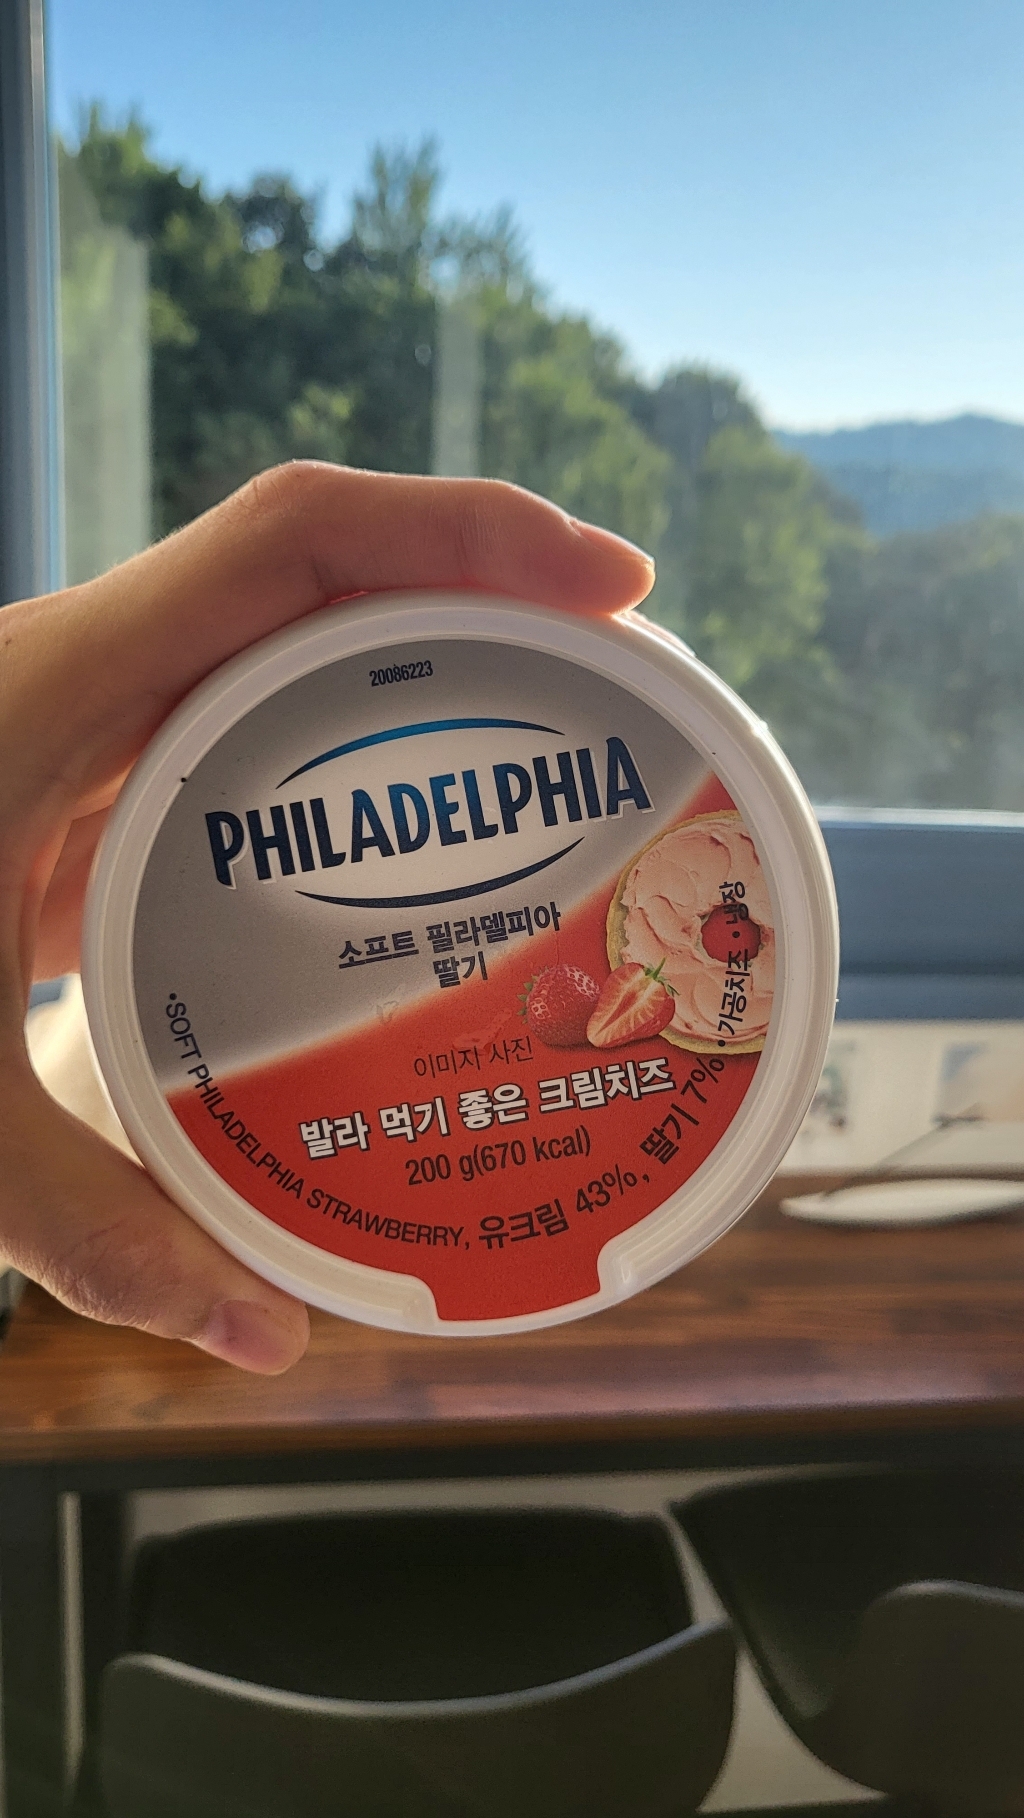 20086223
PHILADELPHIA
소프트 필라델피아
딸기
이미지 사진
발라 먹기 좋은 크림치즈
200 g(670 kcal)
•SOFT PHILADELPHIA STRAWBERRY, 유크림 43%, 딸기 7% •가공치즈 •냉장